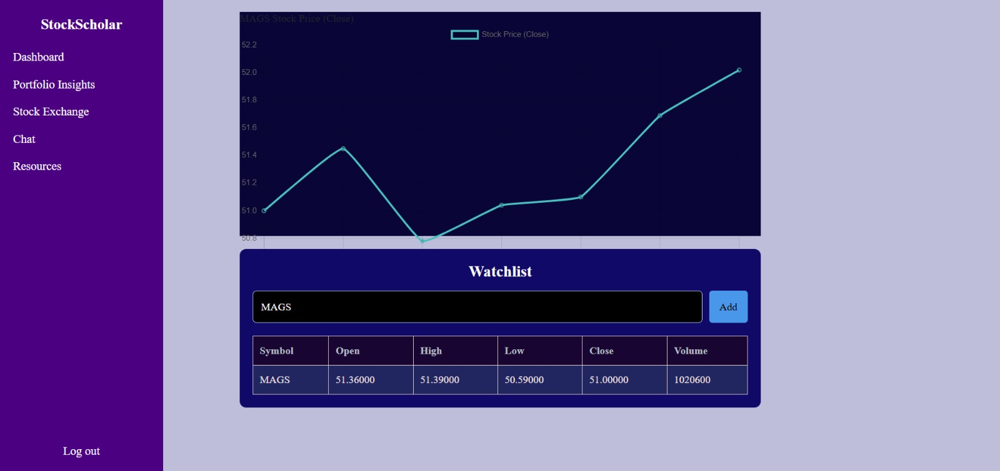 StockScholar
Dashboard
Portfolio Insights
Stock Exchange
Chat
Resources
Log out
MAGS Stock Price (Close)
Stock Price (Close)
52.2
52.0
51.8
51.6
51.4
51.2
51.0
50.8
Watchlist
MAGS Add
Symbol Open High Low Close Volume
MAGS 51.36000 51.39000 50.59000 51.00000 1020600